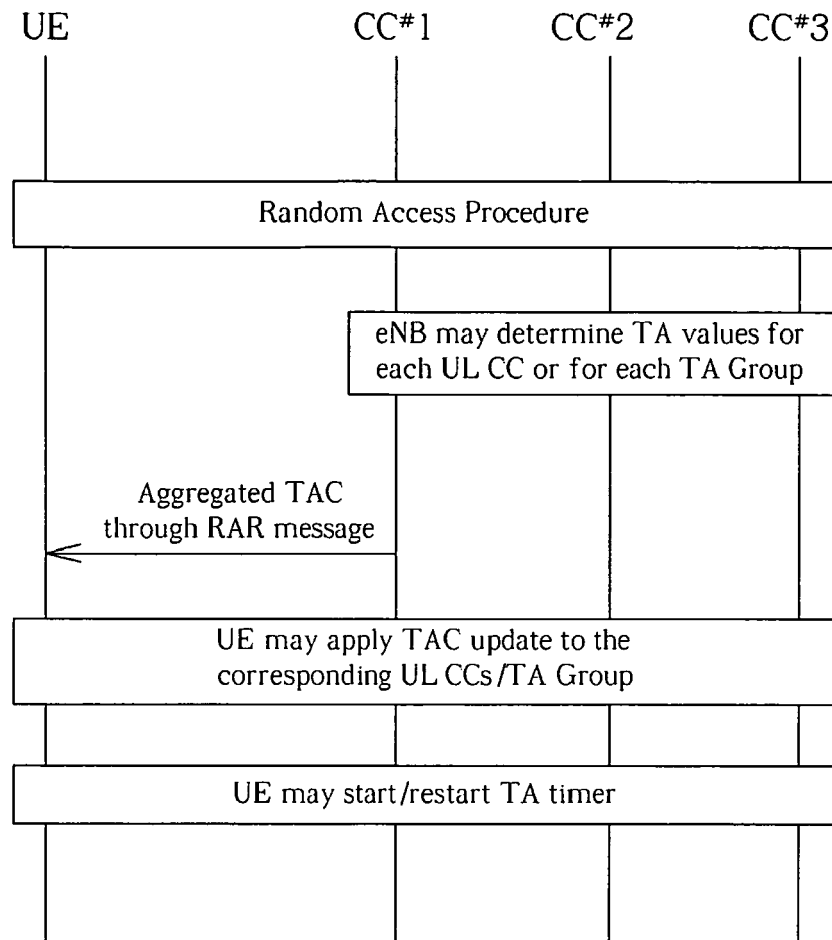 UE CC#1 CC#2 CC#3
Random Access Procedure
eNB may determine TA values for
each UL CC or for each TA Group
Aggregated TAC
through RAR message
UE may apply TAC update to the
corresponding UL CCs/TA Group
UE may start/restart TA timer